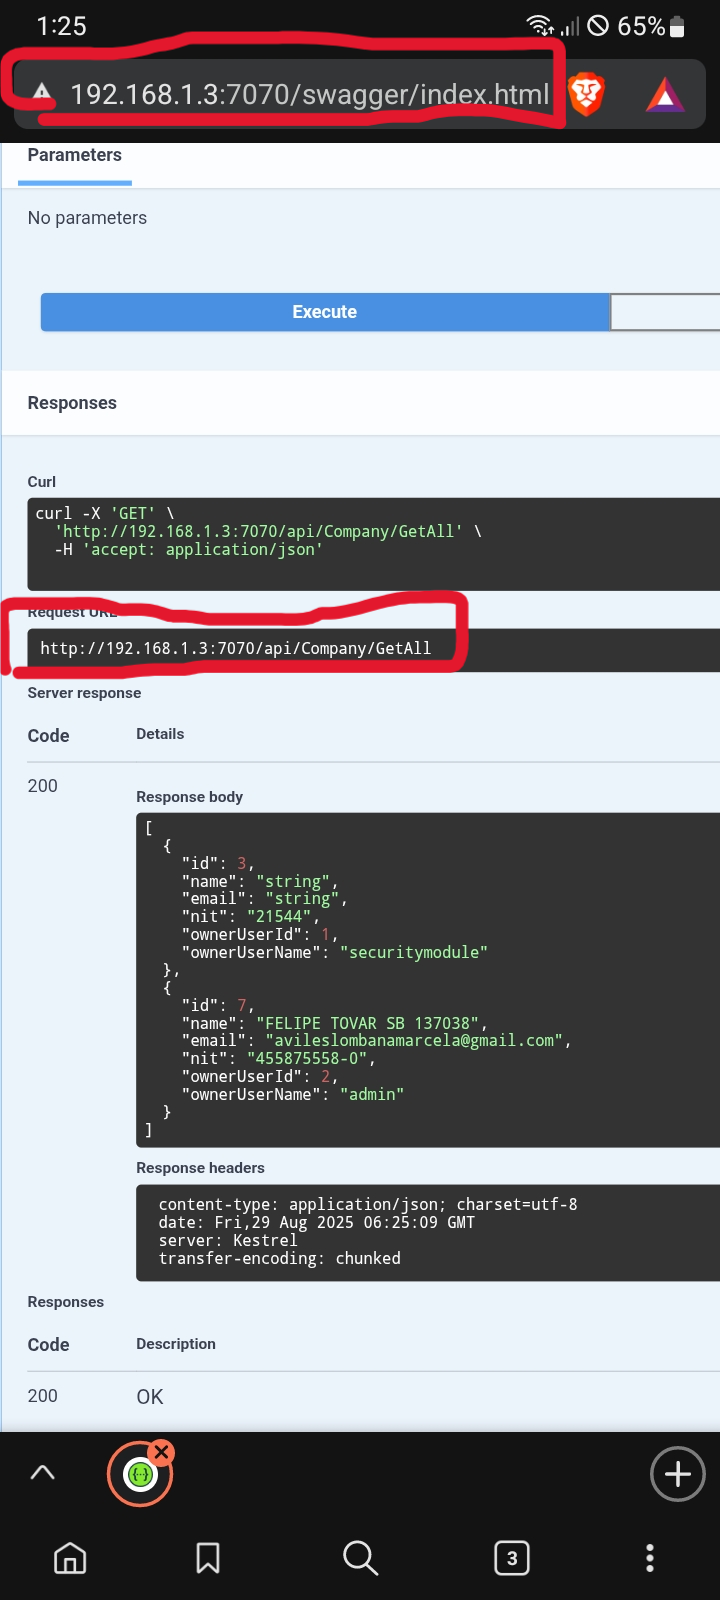 1:25
65%
192.168.1.3:7070/swagger/index.html
Parameters
No parameters
Execute
Responses
Curl
curl -X 'GET' \
'http://192.168.1.3:7070/api/Company/GetAll' \
-H 'accept: application/json'
Request URL
http://192.168.1.3:7070/api/Company/GetAll
Server response
Code
Details
200
Response body
[
{
"id": 3,
"name": "string",
"email": "string",
"nit": "21544",
"ownerUserId": 1,
"ownerUserName": "securitymodule"
},
{
"id": 7,
"name": "FELIPE TOVAR SB 137038",
"email": "avileslombanamarcela@gmail.com",
"nit": "455875558-0",
"ownerUserId": 2,
"ownerUserName": "admin"
}
]
Response headers
content-type: application/json; charset=utf-8
date: Fri,29 Aug 2025 06:25:09 GMT
server: Kestrel
transfer-encoding: chunked
Responses
Code
Description
200
OK
{··}
3